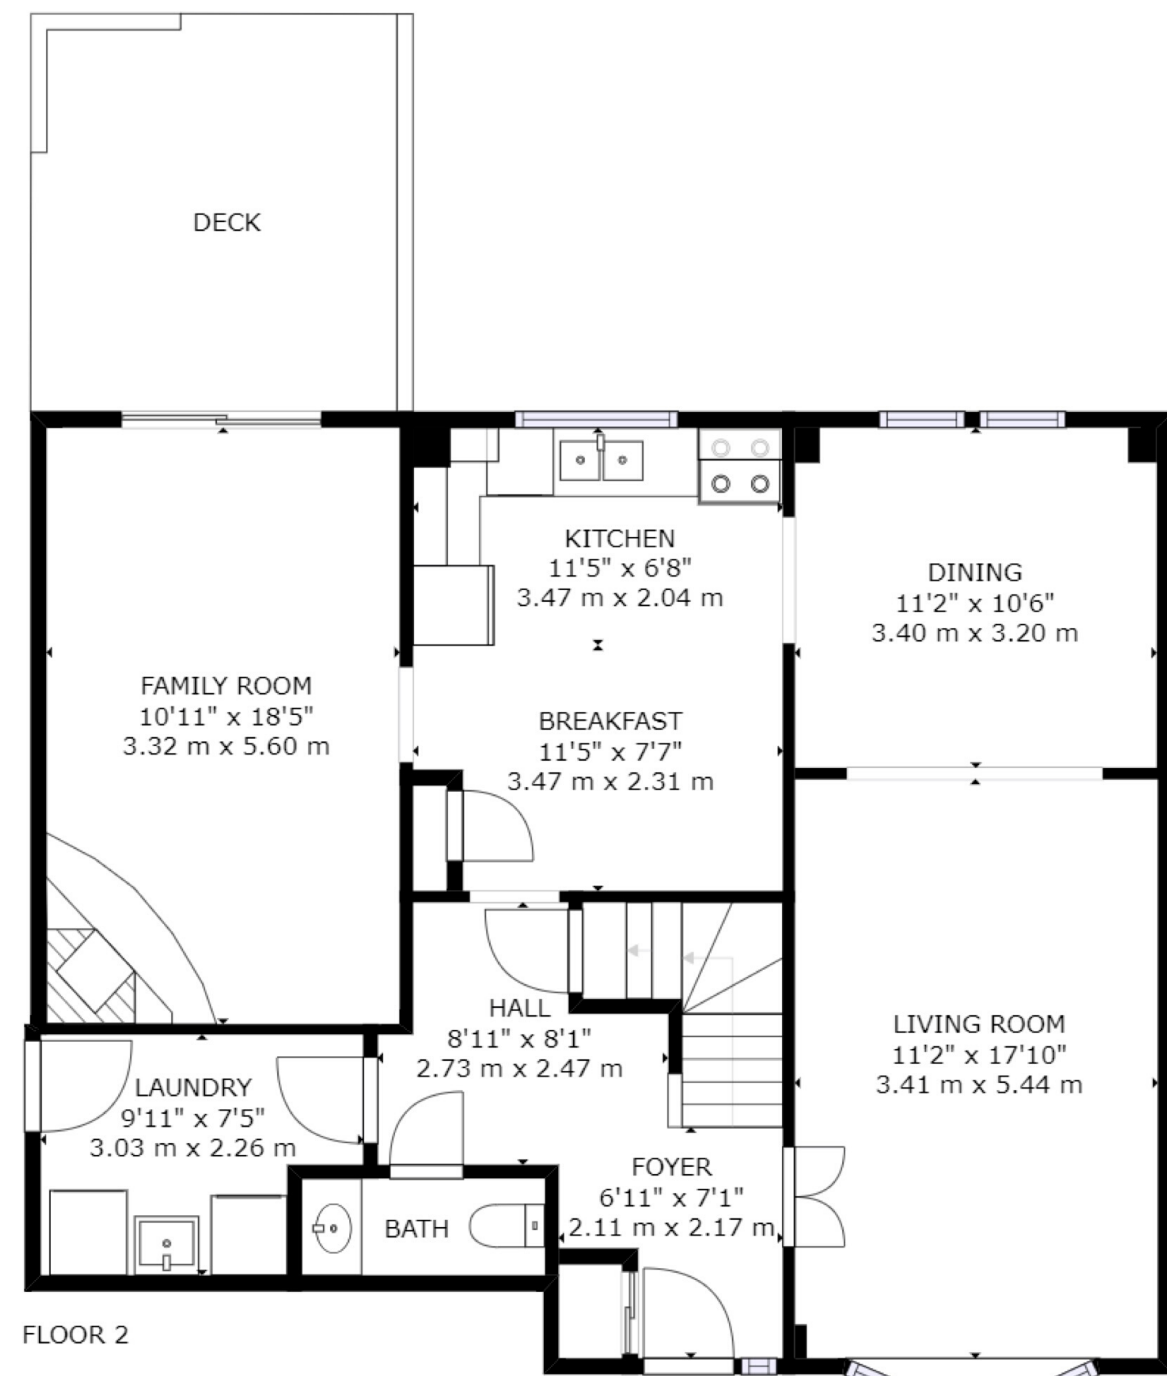 DECK
KITCHEN
11'5" x 6'8"
3.47 m x 2.04 m
DINING
11'2" x 10'6"
3.40 m x 3.20 m
FAMILY ROOM
10'11" x 18'5"
3.32 m x 5.60 m
BREAKFAST
11'5" x 7'7"
3.47 m x 2.31 m
HALL
8'11" x 8'1"
2.73 m x 2.47 m
LIVING ROOM
11'2" x 17'10"
3.41 m x 5.44 m
LAUNDRY
9'11" x 7'5"
3.03 m x 2.26 m
FOYER
6'11" x 7'1"
2.11 m x 2.17 m
BATH
FLOOR 2